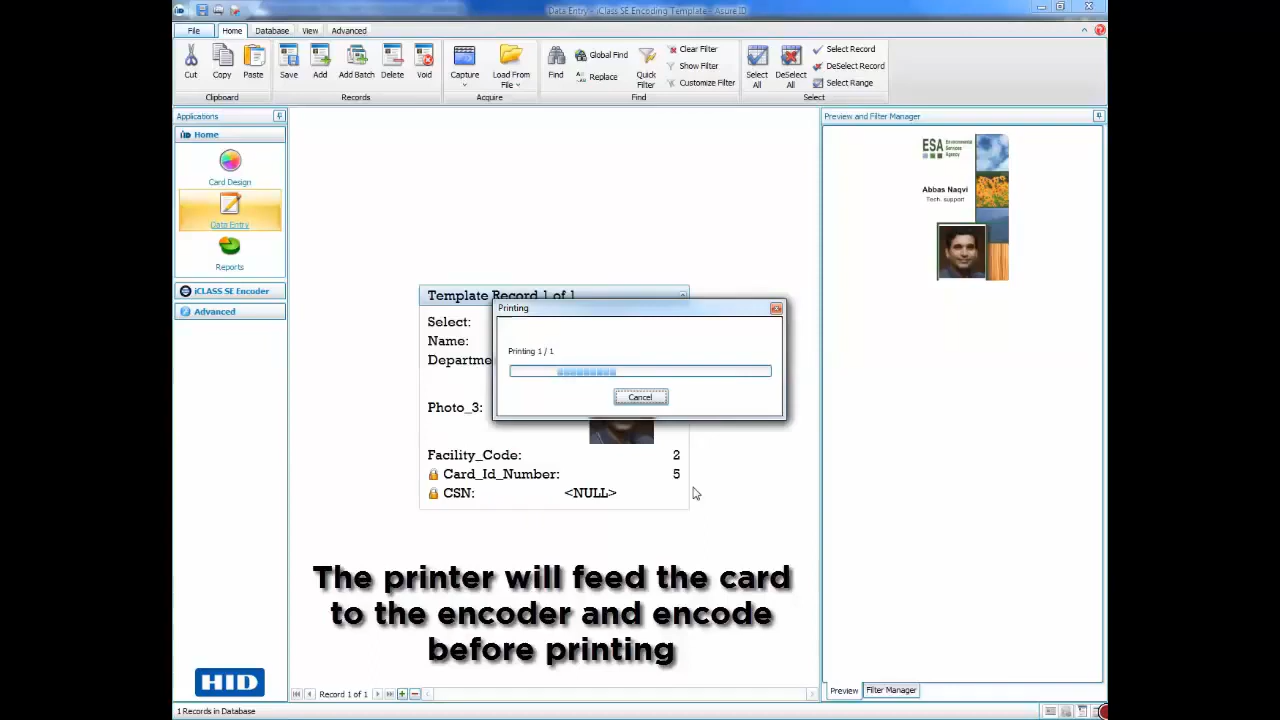 Data Entry - iClass SE Encoding Template - Asure ID
File Home Database View Advanced
Cut Copy Paste Save Add Add Batch Delete Void Capture Load From File Find Global Find Replace Quick Filter Clear Filter Show Filter Customize Filter Select All DeSelect All Select Record DeSelect Record Select Range
Clipboard Records Acquire Find Select
Applications
Home
Card Design
Data Entry
Reports
iCLASS SE Encoder
Advanced
HID
Template Record 1 of 1
Select:
Name:
Departme
Photo_3:
Facility_Code: 2
Card_Id_Number: 5
CSN: <NULL>
Printing
Printing 1 / 1
Cancel
The printer will feed the card
to the encoder and encode
before printing
Record 1 of 1
Preview and Filter Manager
ESA Environmental
Services
Agency
Abbas Naqvi
Tech. support
Preview Filter Manager
1 Records in Database